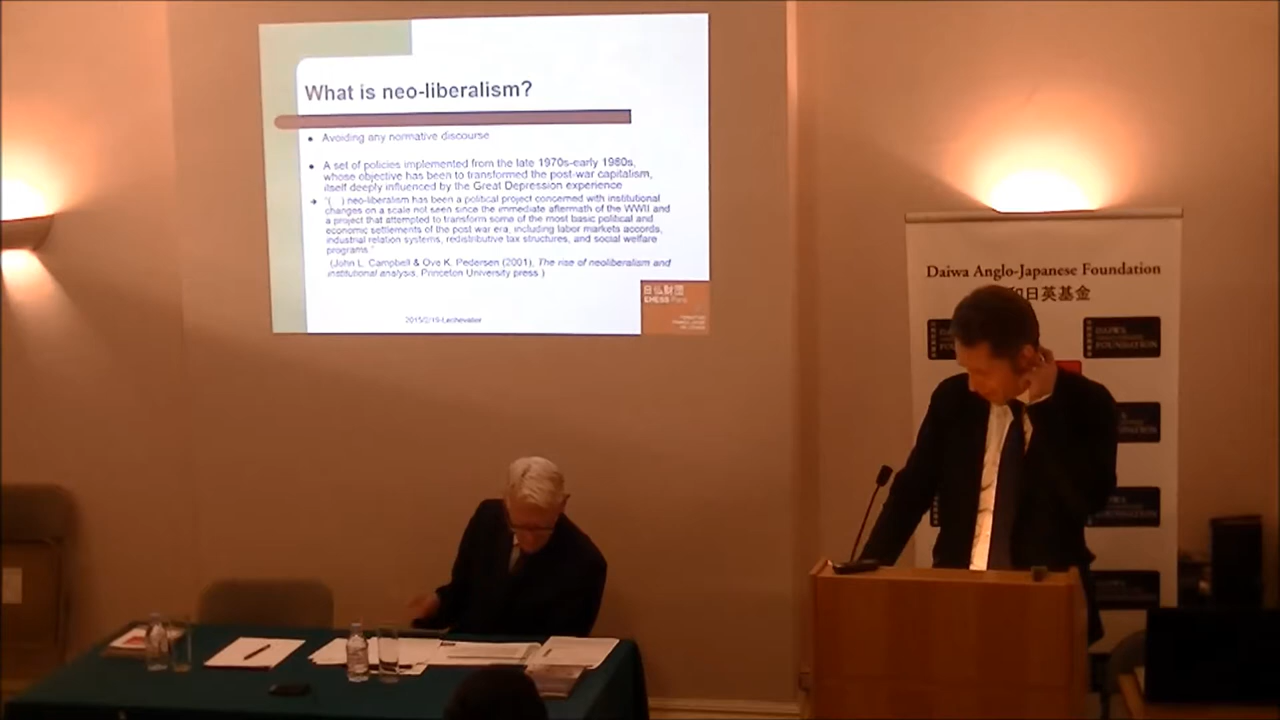 What is neo-liberalism?
Avoiding any normative discourse
A set of policies implemented from the late 1970s-early 1980s,
whose objective has been to transformed the post-war capitalism,
itself deeply influenced by the Great Depression experience
"( ) neo-liberalism has been a political project concerned with institutional
changes on a scale not seen since the immediate aftermath of the WWII and
a project that attempted to transform some of the most basic political and
economic settlements of the post war era, including labor markets accords,
industrial relation systems, redistributive tax structures, and social welfare
programs "
(John L. Campbell & Ove K. Pedersen (2001), The rise of neoliberalism and
institutional analysis, Princeton University press )
2015/2/19-Lechevalier
日仏財団
EHESS Paris
Daiwa Anglo-Japanese Foundation
和日英基金
DAIWA
FOUNDATION